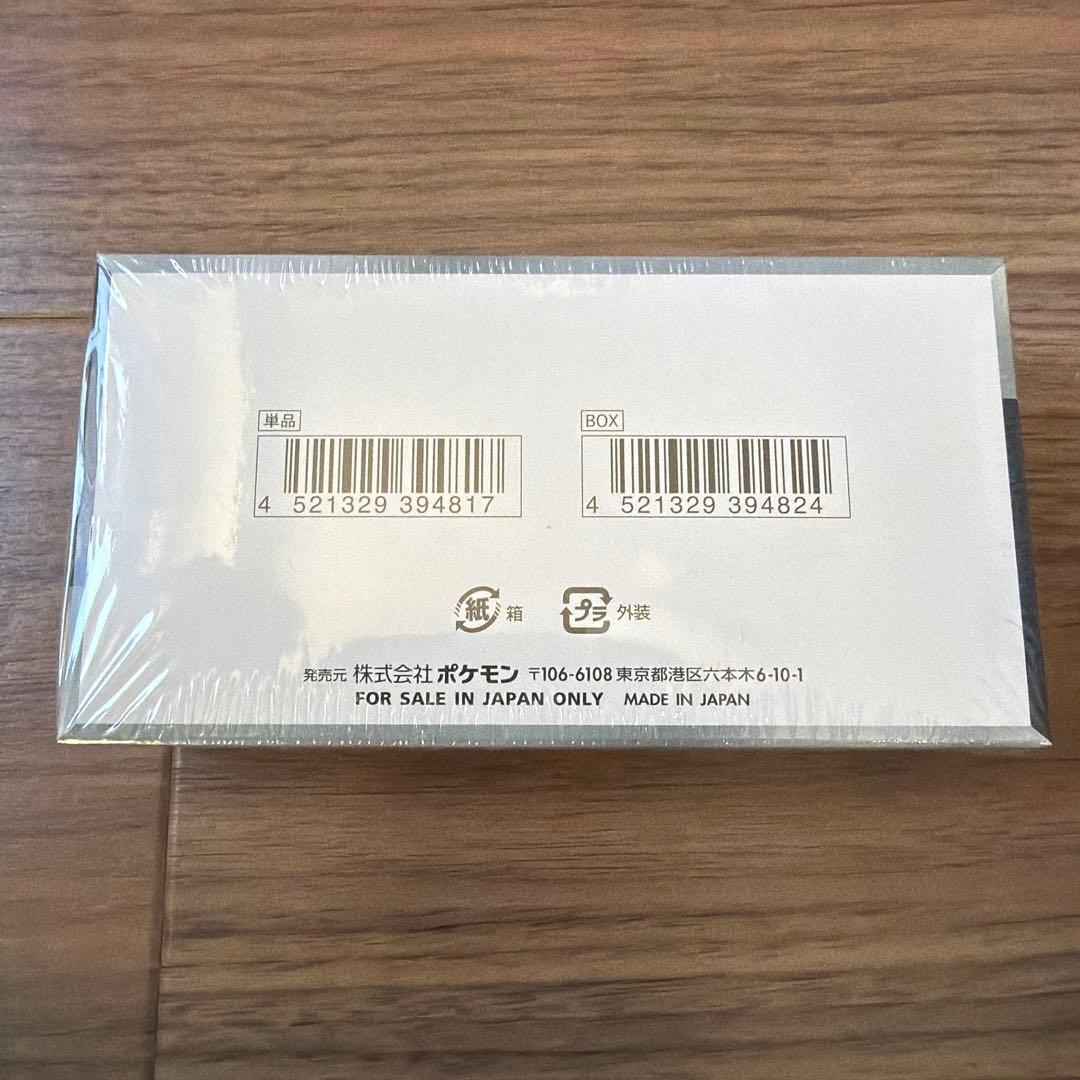 単品
4 521329 394817
BOX
4 521329 394824
紙 箱
プラ 外装
発売元 株式会社 ポケモン 〒106-6108 東京都港区六本木6-10-1
FOR SALE IN JAPAN ONLY MADE IN JAPAN